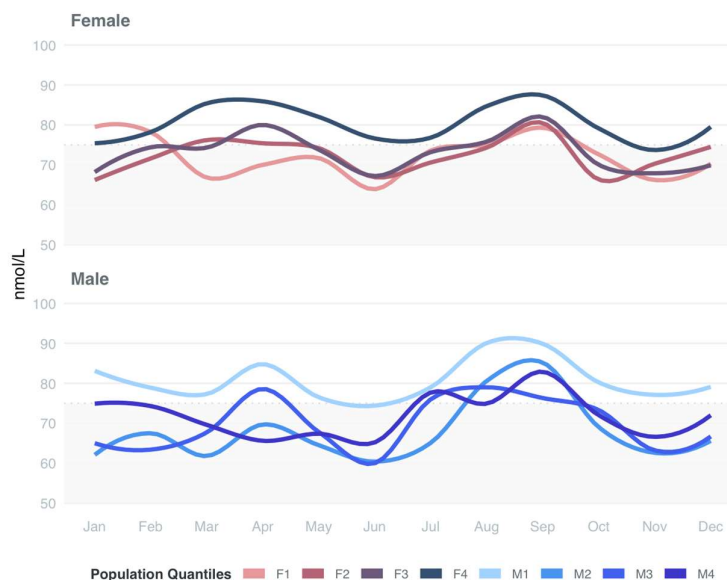 Female
100
90
80
70
60
50
nmol/L
Male
100
90
80
70
60
50
Jan Feb Mar Apr May Jun Jul Aug Sep Oct Nov Dec
Population Quantiles F1 F2 F3 F4 M1 M2 M3 M4